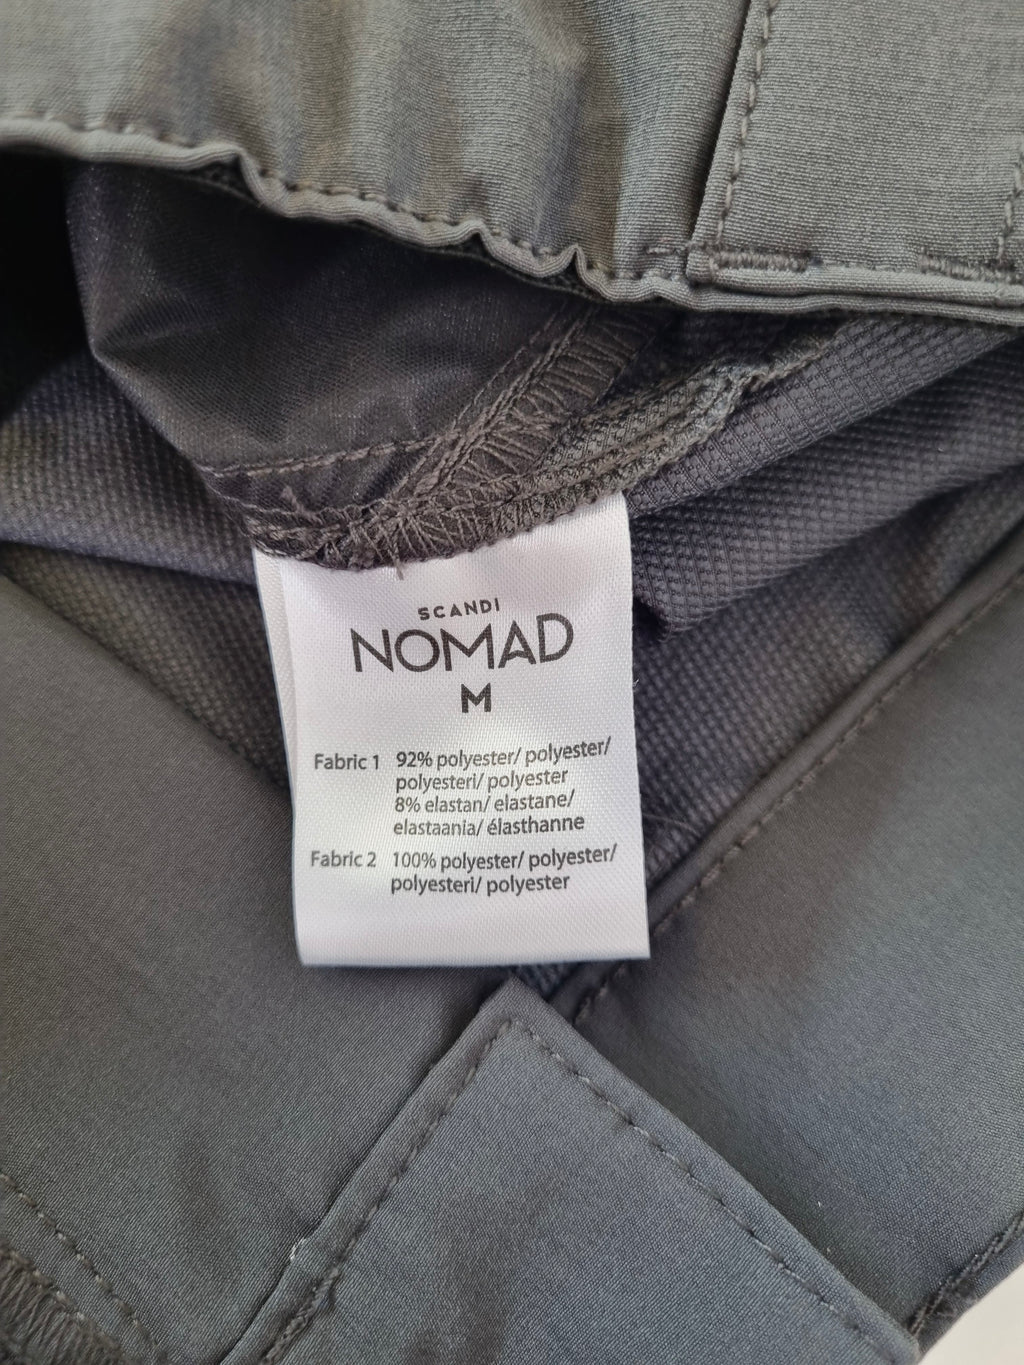 SCANDI
NOMAD
M
Fabric 1 92% polyester/ polyester/
polyesteri/ polyester
8% elastan/ elastane/
elastaania/ élasthanne
Fabric 2 100% polyester/ polyester/
polyesteri/ polyester